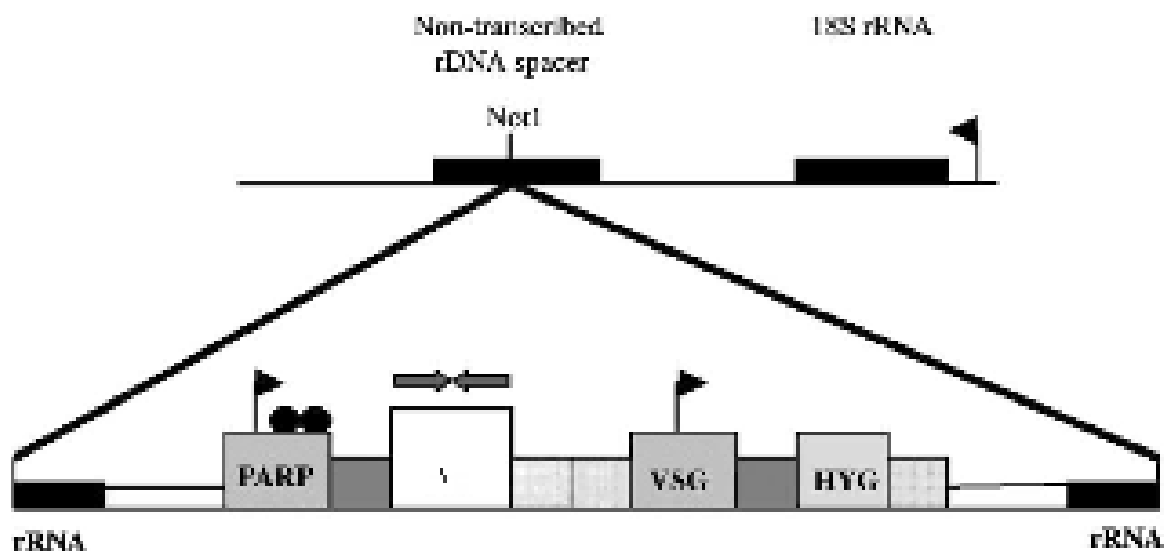 Non-transcribed
rDNA spacer
18S rRNA
NotI
PARP
VSG
HYG
rRNA
rRNA